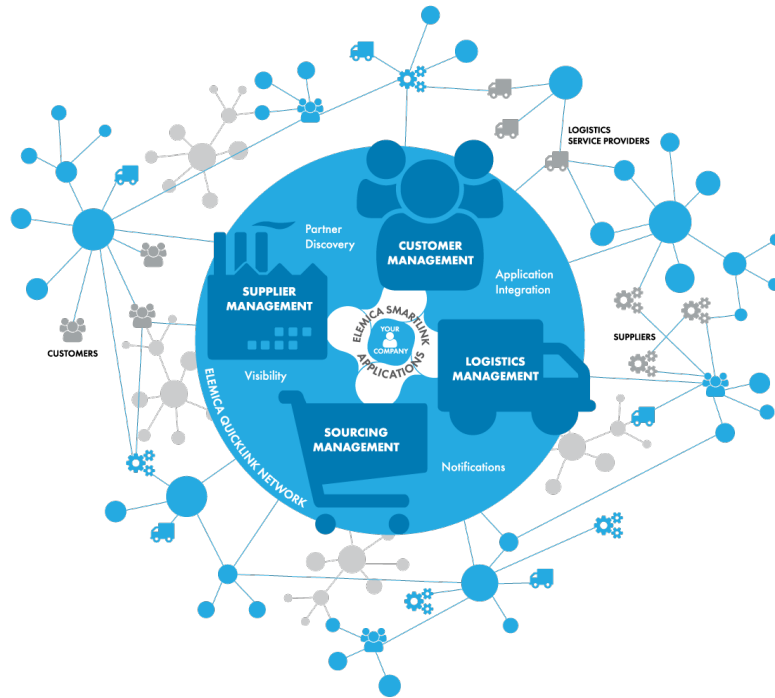 LOGISTICS
SERVICE PROVIDERS
Partner
Discovery
CUSTOMER
MANAGEMENT
Application
Integration
SUPPLIER
MANAGEMENT
ELEMICA SMARTLINK
APPLICATIONS
YOUR
COMPANY
CUSTOMERS
SUPPLIERS
LOGISTICS
MANAGEMENT
Visibility
SOURCING
MANAGEMENT
Notifications
ELEMICA QUICKLINK NETWORK